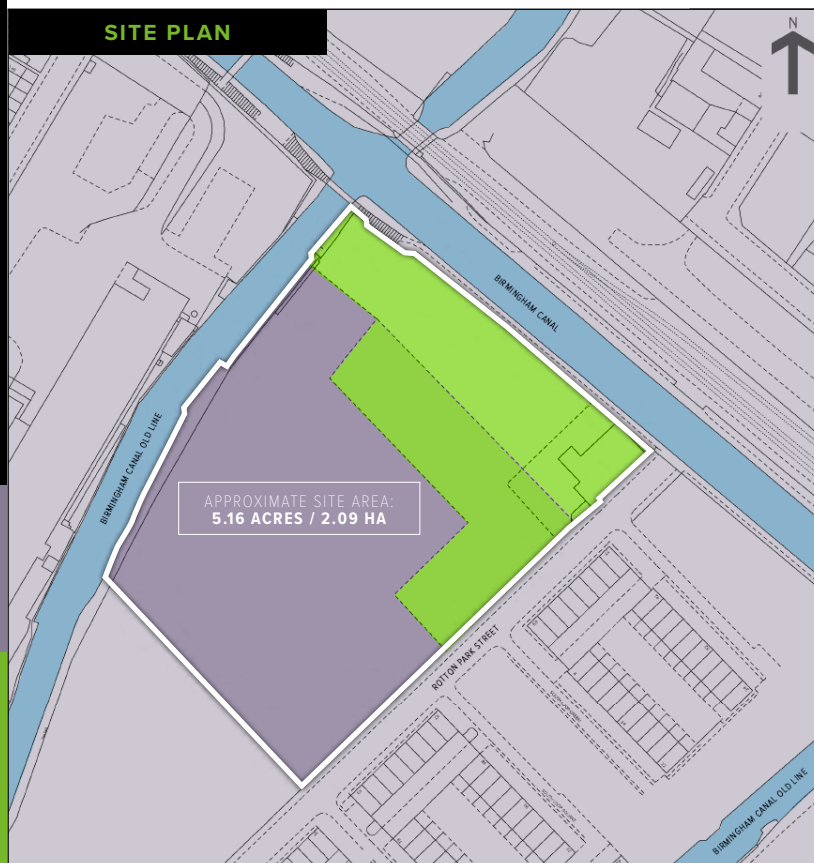 SITE PLAN
N
BIRMINGHAM CANAL
BIRMINGHAM CANAL OLD LINE
APPROXIMATE SITE AREA:
5.16 ACRES / 2.09 HA
ROTTON PARK STREET
BIRMINGHAM CANAL OLD LINE